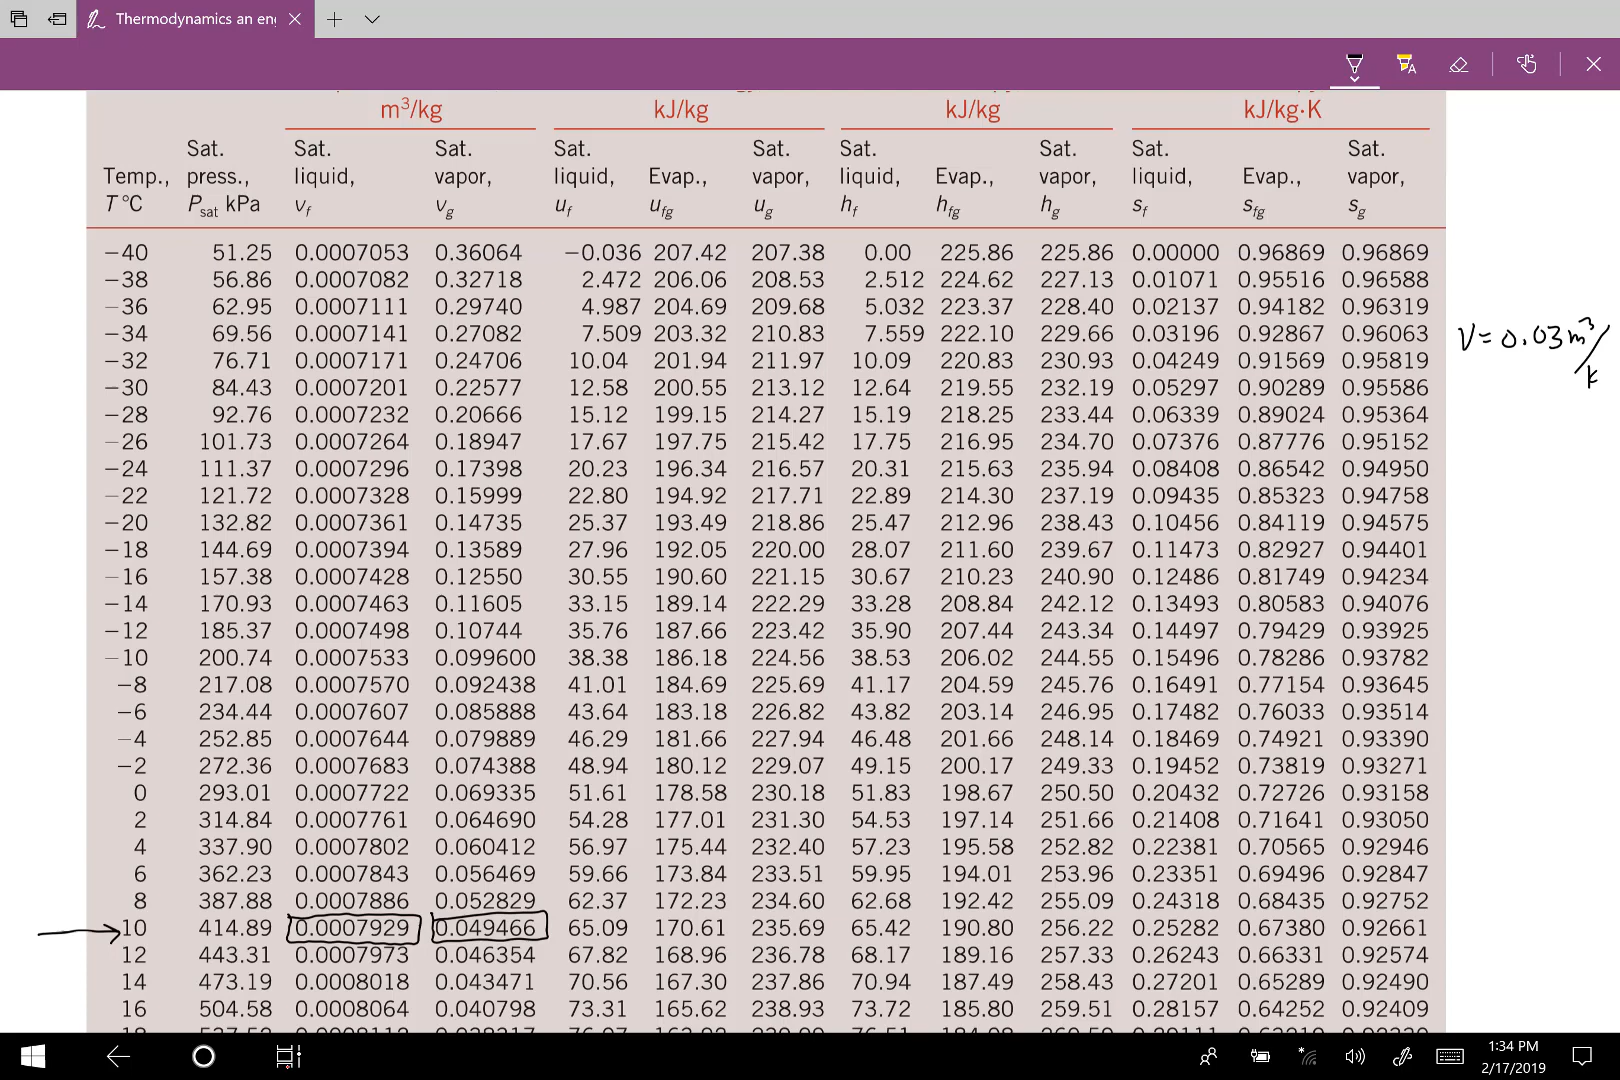 Thermodynamics an enç
m³/kg kJ/kg kJ/kg kJ/kg·K
Sat. Sat. Sat. Sat. Sat. Sat. Sat. Sat. Sat.
Temp., press., liquid, vapor, liquid, Evap., vapor, liquid, Evap., vapor, liquid, Evap., vapor,
T °C Psat kPa vf vg uf ufg ug hf hfg hg sf sfg sg
−40 51.25 0.0007053 0.36064 −0.036 207.42 207.38 0.00 225.86 225.86 0.00000 0.96869 0.96869
−38 56.86 0.0007082 0.32718 2.472 206.06 208.53 2.512 224.62 227.13 0.01071 0.95516 0.96588
−36 62.95 0.0007111 0.29740 4.987 204.69 209.68 5.032 223.37 228.40 0.02137 0.94182 0.96319
−34 69.56 0.0007141 0.27082 7.509 203.32 210.83 7.559 222.10 229.66 0.03196 0.92867 0.96063
V = 0.03 m³/k
−32 76.71 0.0007171 0.24706 10.04 201.94 211.97 10.09 220.83 230.93 0.04249 0.91569 0.95819
−30 84.43 0.0007201 0.22577 12.58 200.55 213.12 12.64 219.55 232.19 0.05297 0.90289 0.95586
−28 92.76 0.0007232 0.20666 15.12 199.15 214.27 15.19 218.25 233.44 0.06339 0.89024 0.95364
−26 101.73 0.0007264 0.18947 17.67 197.75 215.42 17.75 216.95 234.70 0.07376 0.87776 0.95152
−24 111.37 0.0007296 0.17398 20.23 196.34 216.57 20.31 215.63 235.94 0.08408 0.86542 0.94950
−22 121.72 0.0007328 0.15999 22.80 194.92 217.71 22.89 214.30 237.19 0.09435 0.85323 0.94758
−20 132.82 0.0007361 0.14735 25.37 193.49 218.86 25.47 212.96 238.43 0.10456 0.84119 0.94575
−18 144.69 0.0007394 0.13589 27.96 192.05 220.00 28.07 211.60 239.67 0.11473 0.82927 0.94401
−16 157.38 0.0007428 0.12550 30.55 190.60 221.15 30.67 210.23 240.90 0.12486 0.81749 0.94234
−14 170.93 0.0007463 0.11605 33.15 189.14 222.29 33.28 208.84 242.12 0.13493 0.80583 0.94076
−12 185.37 0.0007498 0.10744 35.76 187.66 223.42 35.90 207.44 243.34 0.14497 0.79429 0.93925
−10 200.74 0.0007533 0.099600 38.38 186.18 224.56 38.53 206.02 244.55 0.15496 0.78286 0.93782
−8 217.08 0.0007570 0.092438 41.01 184.69 225.69 41.17 204.59 245.76 0.16491 0.77154 0.93645
−6 234.44 0.0007607 0.085888 43.64 183.18 226.82 43.82 203.14 246.95 0.17482 0.76033 0.93514
−4 252.85 0.0007644 0.079889 46.29 181.66 227.94 46.48 201.66 248.14 0.18469 0.74921 0.93390
−2 272.36 0.0007683 0.074388 48.94 180.12 229.07 49.15 200.17 249.33 0.19452 0.73819 0.93271
0 293.01 0.0007722 0.069335 51.61 178.58 230.18 51.83 198.67 250.50 0.20432 0.72726 0.93158
2 314.84 0.0007761 0.064690 54.28 177.01 231.30 54.53 197.14 251.66 0.21408 0.71641 0.93050
4 337.90 0.0007802 0.060412 56.97 175.44 232.40 57.23 195.58 252.82 0.22381 0.70565 0.92946
6 362.23 0.0007843 0.056469 59.66 173.84 233.51 59.95 194.01 253.96 0.23351 0.69496 0.92847
8 387.88 0.0007886 0.052829 62.37 172.23 234.60 62.68 192.42 255.09 0.24318 0.68435 0.92752
10 414.89 0.0007929 0.049466 65.09 170.61 235.69 65.42 190.80 256.22 0.25282 0.67380 0.92661
12 443.31 0.0007973 0.046354 67.82 168.96 236.78 68.17 189.16 257.33 0.26243 0.66331 0.92574
14 473.19 0.0008018 0.043471 70.56 167.30 237.86 70.94 187.49 258.43 0.27201 0.65289 0.92490
16 504.58 0.0008064 0.040798 73.31 165.62 238.93 73.72 185.80 259.51 0.28157 0.64252 0.92409
1:34 PM
2/17/2019